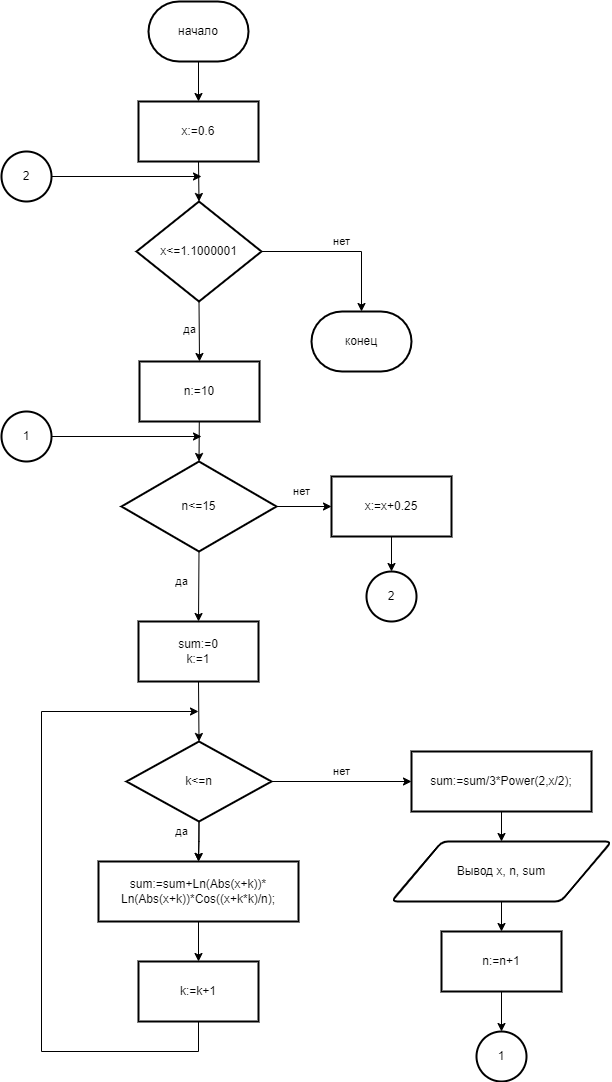 начало
x:=0.6
2
x<=1.1000001
нет
конец
да
n:=10
1
n<=15
нет
x:=x+0.25
2
да
sum:=0
k:=1
k<=n
нет
sum:=sum/3*Power(2,x/2);
да
sum:=sum+Ln(Abs(x+k))*
Ln(Abs(x+k))*Cos((x+k*k)/n);
Вывод x, n, sum
k:=k+1
n:=n+1
1